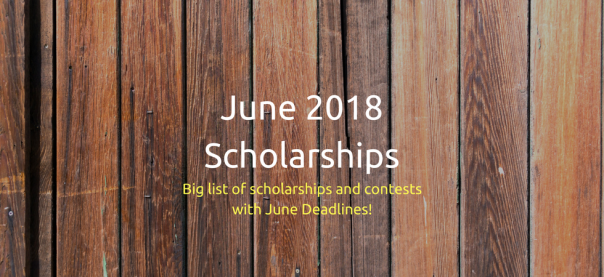 June 2018
Scholarships
Big list of scholarships and contests
with June Deadlines!